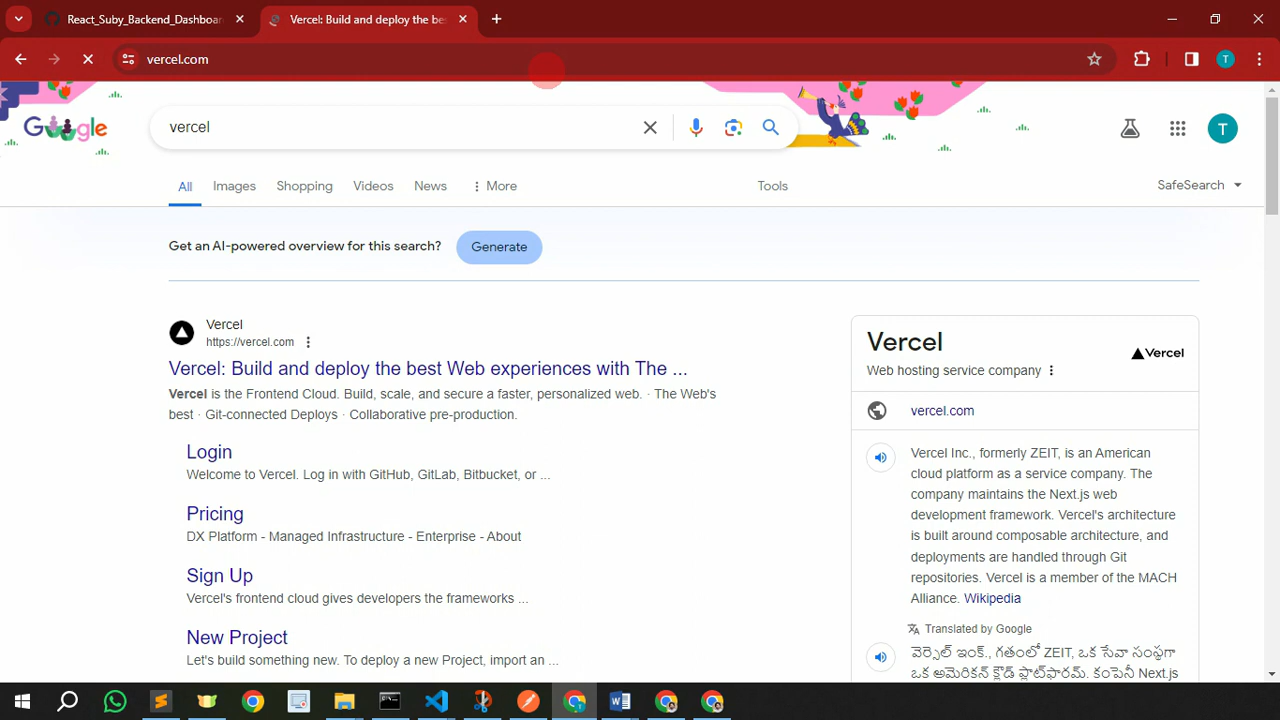 React_Suby_Backend_Dashboar
Vercel: Build and deploy the bes
vercel.com
T
Google
vercel
T
All
Images
Shopping
Videos
News
More
Tools
SafeSearch
Get an AI-powered overview for this search?
Generate
Vercel
https://vercel.com
Vercel: Build and deploy the best Web experiences with The ...
Vercel is the Frontend Cloud. Build, scale, and secure a faster, personalized web. · The Web's
best · Git-connected Deploys · Collaborative pre-production.
Login
Welcome to Vercel. Log in with GitHub, GitLab, Bitbucket, or ...
Pricing
DX Platform - Managed Infrastructure - Enterprise - About
Sign Up
Vercel's frontend cloud gives developers the frameworks ...
New Project
Let's build something new. To deploy a new Project, import an ...
Vercel
Web hosting service company
Vercel
vercel.com
Vercel Inc., formerly ZEIT, is an American
cloud platform as a service company. The
company maintains the Next.js web
development framework. Vercel's architecture
is built around composable architecture, and
deployments are handled through Git
repositories. Vercel is a member of the MACH
Alliance. Wikipedia
Translated by Google
వెర్సెల్ ఇంక్., గతంలో ZEIT, ఒక సేవా సంస్థగా
ఒక అమెరికన్ క్లౌడ్ ప్లాట్‌ఫారమ్. కంపెనీ Next.js